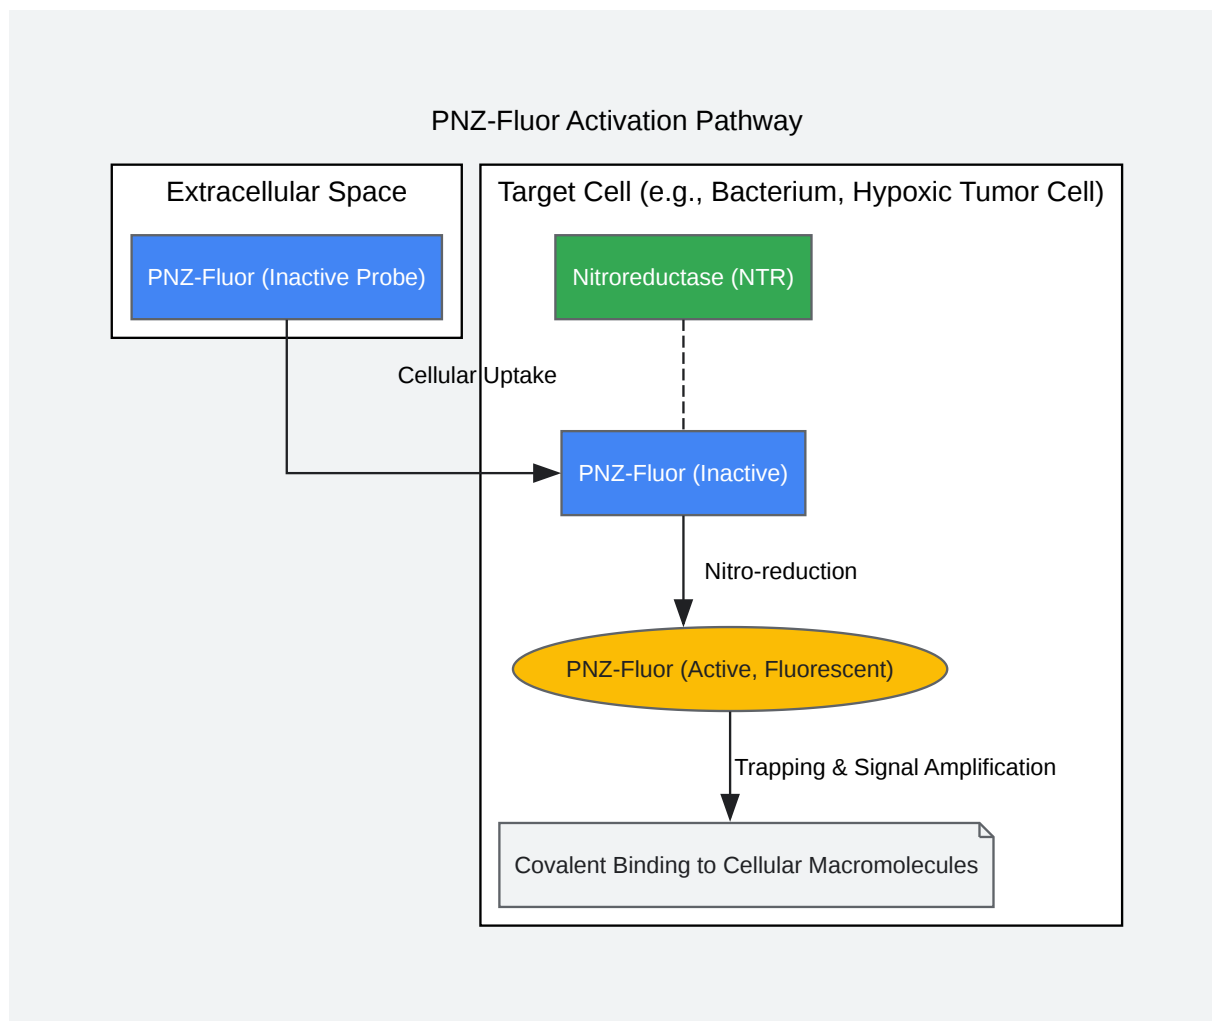 PNZ-Fluor Activation Pathway
Extracellular Space
PNZ-Fluor (Inactive Probe)
Target Cell (e.g., Bacterium, Hypoxic Tumor Cell)
Nitroreductase (NTR)
Cellular Uptake
PNZ-Fluor (Inactive)
Nitro-reduction
PNZ-Fluor (Active, Fluorescent)
Trapping & Signal Amplification
Covalent Binding to Cellular Macromolecules